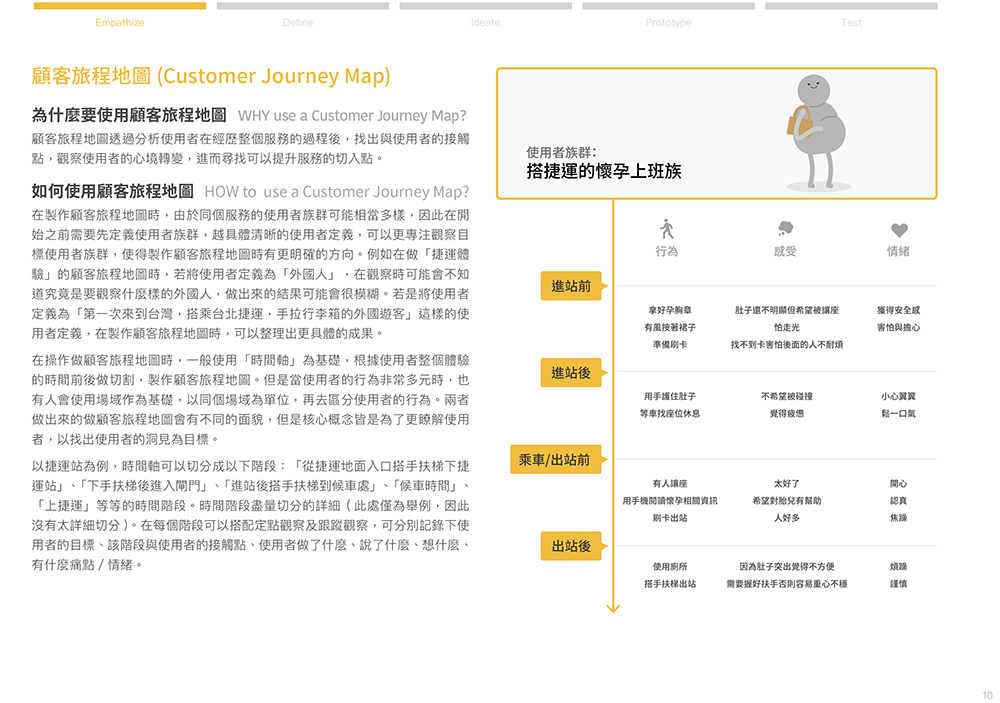 Empathize
Define
Ideate
Prototype
Test
顧客旅程地圖 (Customer Journey Map)
為什麼要使用顧客旅程地圖 WHY use a Customer Journey Map?
顧客旅程地圖透過分析使用者在經歷整個服務的過程後，找出與使用者的接觸
點，觀察使用者的心境轉變，進而尋找可以提升服務的切入點。
如何使用顧客旅程地圖 HOW to use a Customer Journey Map?
在製作顧客旅程地圖時，由於同個服務的使用者族群可能相當多樣，因此在開
始之前需要先定義使用者族群，越具體清晰的使用者定義，可以更專注觀察目
標使用者族群，使得製作顧客旅程地圖時有更明確的方向。例如在做「捷運體
驗」的顧客旅程地圖時，若將使用者定義為「外國人」，在觀察時可能會不知
道究竟是要觀察什麼樣的外國人，做出來的結果可能會很模糊。若是將使用者
定義為「第一次來到台灣，搭乘台北捷運，手拉行李箱的外國遊客」這樣的使
用者定義，在製作顧客旅程地圖時，可以整理出更具體的成果。
在操作做顧客旅程地圖時，一般使用「時間軸」為基礎，根據使用者整個體驗
的時間前後做切割，製作顧客旅程地圖。但是當使用者的行為非常多元時，也
有人會使用場域作為基礎，以同個場域為單位，再去區分使用者的行為。兩者
做出來的做顧客旅程地圖會有不同的面貌，但是核心概念皆是為了更瞭解使用
者，以找出使用者的洞見為目標。
以捷運站為例，時間軸可以切分成以下階段：「從捷運地面入口搭手扶梯下捷
運站」、「下手扶梯後進入閘門」、「進站後搭手扶梯到候車處」、「候車時間」、
「上捷運」等等的時間階段。時間階段盡量切分的詳細 ( 此處僅為舉例，因此
沒有太詳細切分 )。在每個階段可以搭配定點觀察及跟蹤觀察，可分別記錄下使
用者的目標、該階段與使用者的接觸點、使用者做了什麼、說了什麼、想什麼、
有什麼痛點 / 情緒。
使用者族群：
搭捷運的懷孕上班族
行為
感受
情緒
進站前
拿好孕胸章
肚子還不明顯但希望被讓座
獲得安全感
有風按著裙子
怕走光
害怕與擔心
準備刷卡
找不到卡害怕後面的人不耐煩
進站後
用手護住肚子
不希望被碰撞
小心翼翼
等車找座位休息
覺得疲憊
鬆一口氣
乘車/出站前
有人讓座
太好了
開心
用手機閱讀懷孕相關資訊
希望對胎兒有幫助
認真
刷卡出站
人好多
焦躁
出站後
使用廁所
因為肚子突出覺得不方便
煩躁
搭手扶梯出站
需要握好扶手否則容易重心不穩
謹慎
10